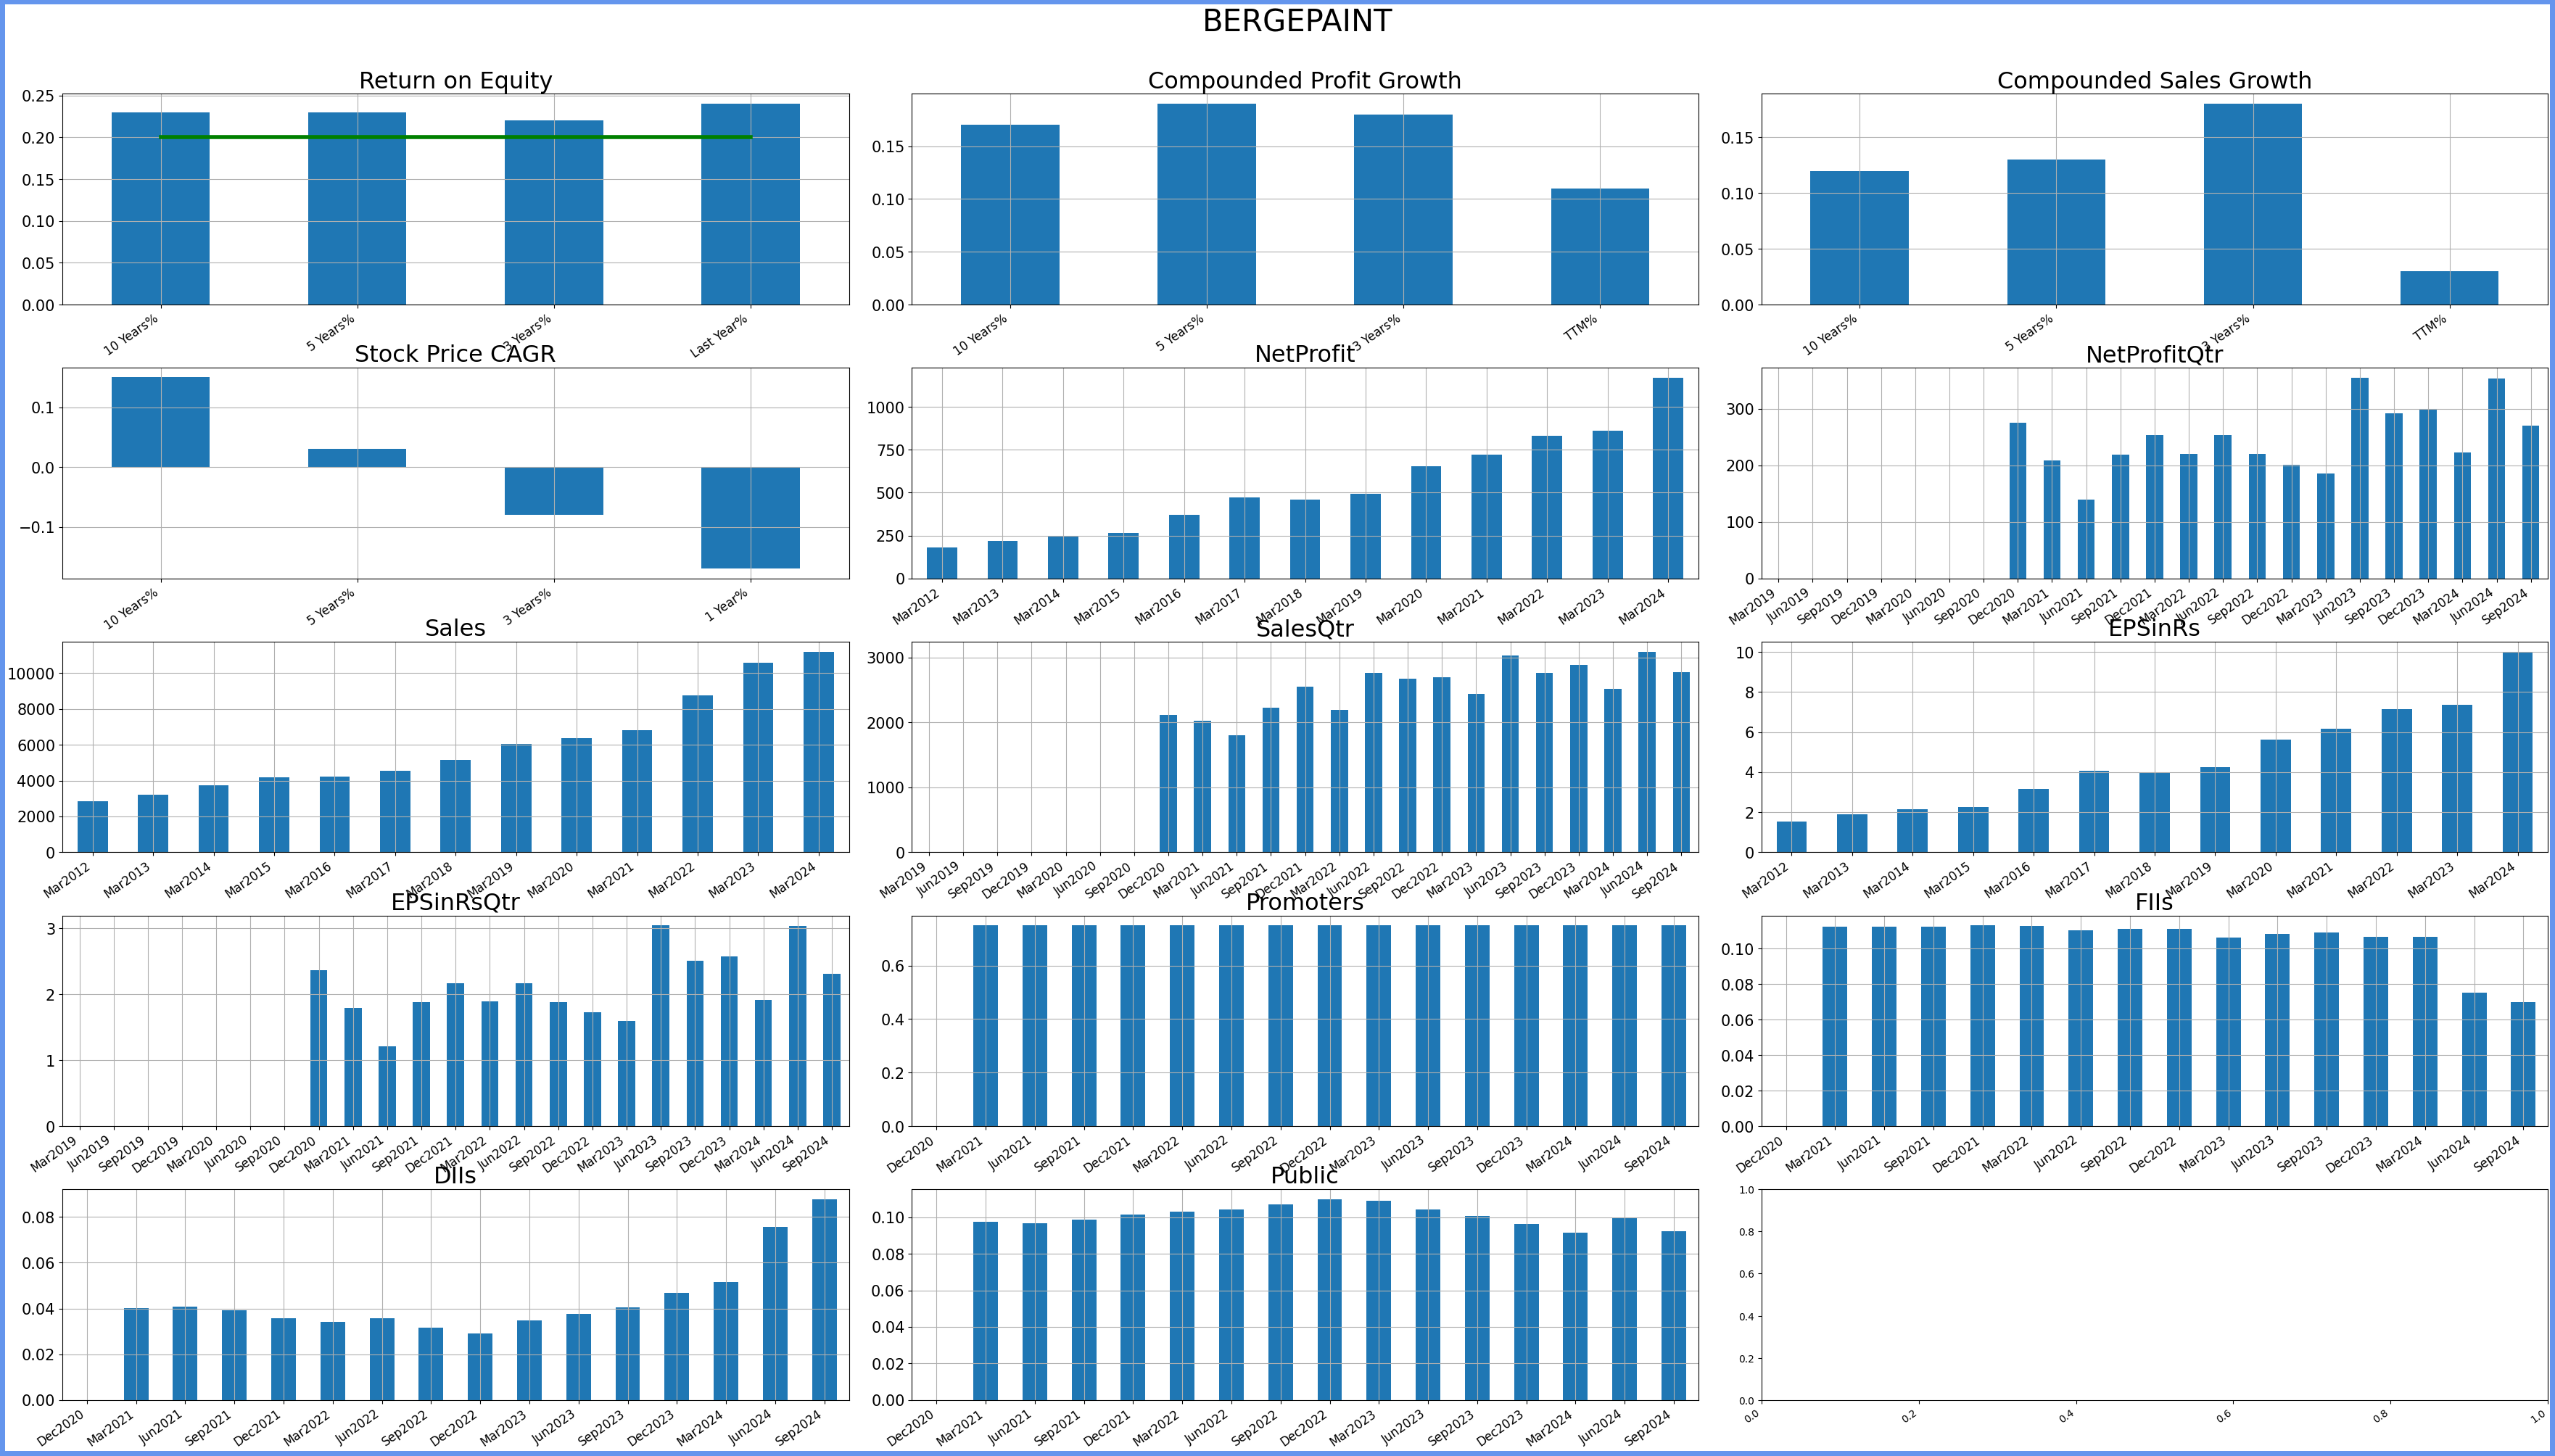 BERGEPAINT
Return on Equity
0.25
0.20
0.15
0.10
0.05
0.00
10 Years%
5 Years%
3 Years%
Last Year%
Compounded Profit Growth
0.15
0.10
0.05
0.00
10 Years%
5 Years%
3 Years%
TTM%
Compounded Sales Growth
0.15
0.10
0.05
0.00
10 Years%
5 Years%
3 Years%
TTM%
Stock Price CAGR
0.1
0.0
−0.1
10 Years%
5 Years%
3 Years%
1 Year%
NetProfit
1000
750
500
250
0
Mar2012
Mar2013
Mar2014
Mar2015
Mar2016
Mar2017
Mar2018
Mar2019
Mar2020
Mar2021
Mar2022
Mar2023
Mar2024
NetProfitQtr
300
200
100
0
Mar2019
Jun2019
Sep2019
Dec2019
Mar2020
Jun2020
Sep2020
Dec2020
Mar2021
Jun2021
Sep2021
Dec2021
Mar2022
Jun2022
Sep2022
Dec2022
Mar2023
Jun2023
Sep2023
Dec2023
Mar2024
Jun2024
Sep2024
Sales
10000
8000
6000
4000
2000
0
Mar2012
Mar2013
Mar2014
Mar2015
Mar2016
Mar2017
Mar2018
Mar2019
Mar2020
Mar2021
Mar2022
Mar2023
Mar2024
SalesQtr
3000
2000
1000
0
Mar2019
Jun2019
Sep2019
Dec2019
Mar2020
Jun2020
Sep2020
Dec2020
Mar2021
Jun2021
Sep2021
Dec2021
Mar2022
Jun2022
Sep2022
Dec2022
Mar2023
Jun2023
Sep2023
Dec2023
Mar2024
Jun2024
Sep2024
EPSinRs
10
8
6
4
2
0
Mar2012
Mar2013
Mar2014
Mar2015
Mar2016
Mar2017
Mar2018
Mar2019
Mar2020
Mar2021
Mar2022
Mar2023
Mar2024
EPSinRsQtr
3
2
1
0
Mar2019
Jun2019
Sep2019
Dec2019
Mar2020
Jun2020
Sep2020
Dec2020
Mar2021
Jun2021
Sep2021
Dec2021
Mar2022
Jun2022
Sep2022
Dec2022
Mar2023
Jun2023
Sep2023
Dec2023
Mar2024
Jun2024
Sep2024
Promoters
0.6
0.4
0.2
0.0
Dec2020
Mar2021
Jun2021
Sep2021
Dec2021
Mar2022
Jun2022
Sep2022
Dec2022
Mar2023
Jun2023
Sep2023
Dec2023
Mar2024
Jun2024
Sep2024
FIIs
0.10
0.08
0.06
0.04
0.02
0.00
Dec2020
Mar2021
Jun2021
Sep2021
Dec2021
Mar2022
Jun2022
Sep2022
Dec2022
Mar2023
Jun2023
Sep2023
Dec2023
Mar2024
Jun2024
Sep2024
DIIs
0.08
0.06
0.04
0.02
0.00
Dec2020
Mar2021
Jun2021
Sep2021
Dec2021
Mar2022
Jun2022
Sep2022
Dec2022
Mar2023
Jun2023
Sep2023
Dec2023
Mar2024
Jun2024
Sep2024
Public
0.10
0.08
0.06
0.04
0.02
0.00
Dec2020
Mar2021
Jun2021
Sep2021
Dec2021
Mar2022
Jun2022
Sep2022
Dec2022
Mar2023
Jun2023
Sep2023
Dec2023
Mar2024
Jun2024
Sep2024
1.0
0.8
0.6
0.4
0.2
0.0
0.0
0.2
0.4
0.6
0.8
1.0